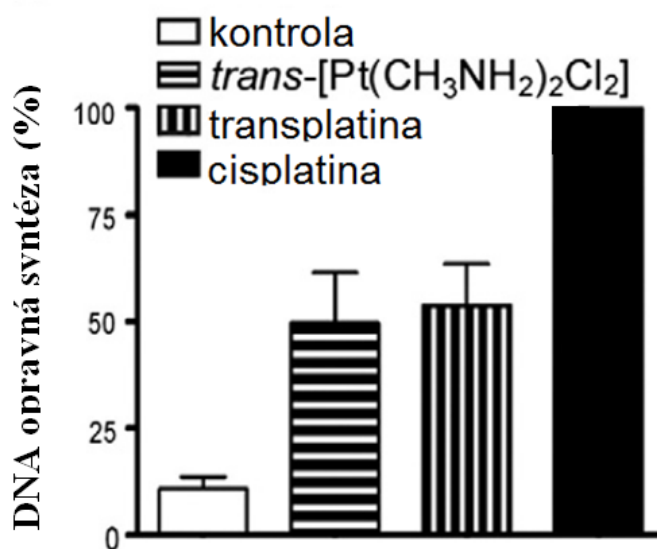 kontrola
trans-[Pt(CH₃NH₂)₂Cl₂]
transplatina
cisplatina
DNA opravná syntéza (%)
100
75
50
25
0